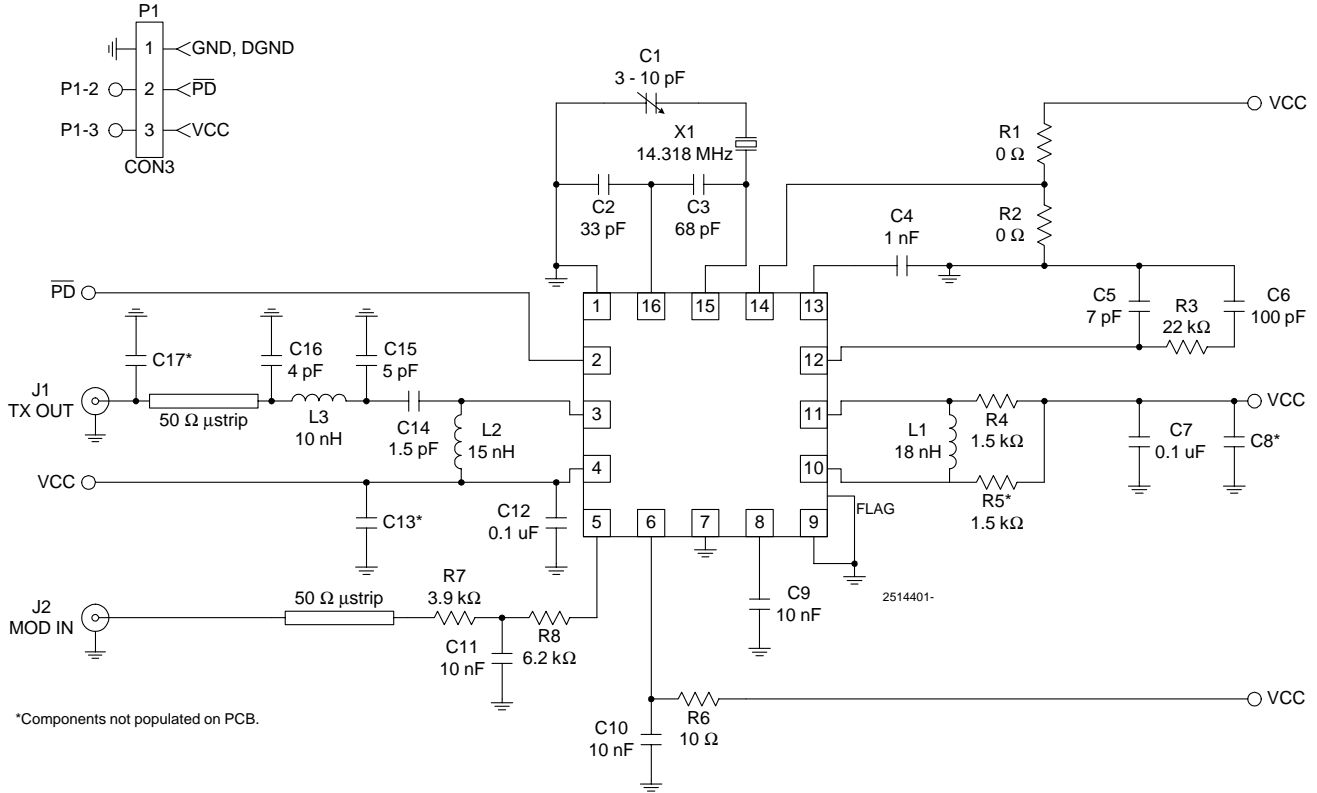 P1
1
GND, DGND
P1-2
2
PD
P1-3
3
VCC
CON3
C1
3 - 10 pF
X1
14.318 MHz
C2
33 pF
C3
68 pF
VCC
R1
0 Ω
R2
0 Ω
C4
1 nF
PD
1
16
15
14
13
C5
7 pF
R3
22 kΩ
C6
100 pF
C17*
C16
4 pF
C15
5 pF
2
12
J1
TX OUT
50 Ω μstrip
L3
10 nH
C14
1.5 pF
L2
15 nH
3
11
L1
18 nH
R4
1.5 kΩ
VCC
C7
0.1 uF
C8*
VCC
4
10
R5*
1.5 kΩ
C13*
C12
0.1 uF
5
6
7
8
9
FLAG
J2
MOD IN
50 Ω μstrip
R7
3.9 kΩ
C11
10 nF
R8
6.2 kΩ
C9
10 nF
2514401-
*Components not populated on PCB.
C10
10 nF
R6
10 Ω
VCC